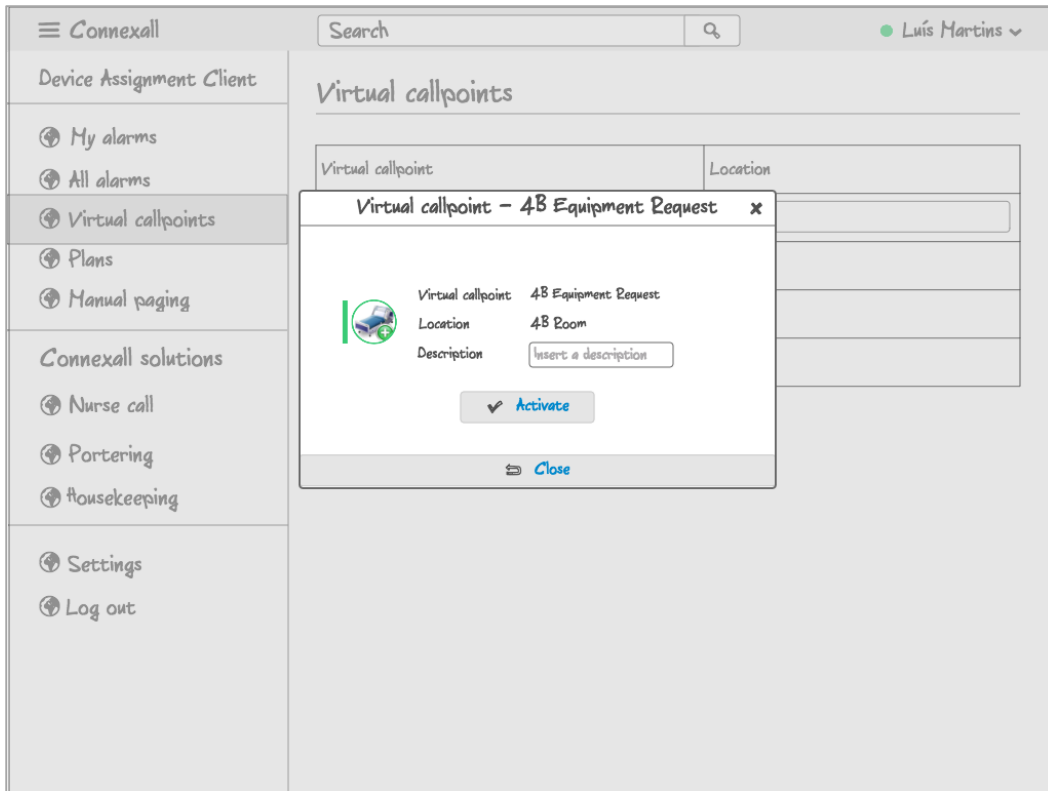 Connexall
Search
Luís Martins
Device Assignment Client
My alarms
All alarms
Virtual callpoints
Plans
Manual paging
Connexall solutions
Nurse call
Portering
Housekeeping
Settings
Log out
Virtual callpoints
Virtual callpoint Location
Virtual callpoint - 4B Equipment Request
Virtual callpoint 4B Equipment Request
Location 4B Room
Description Insert a description
Activate
Close